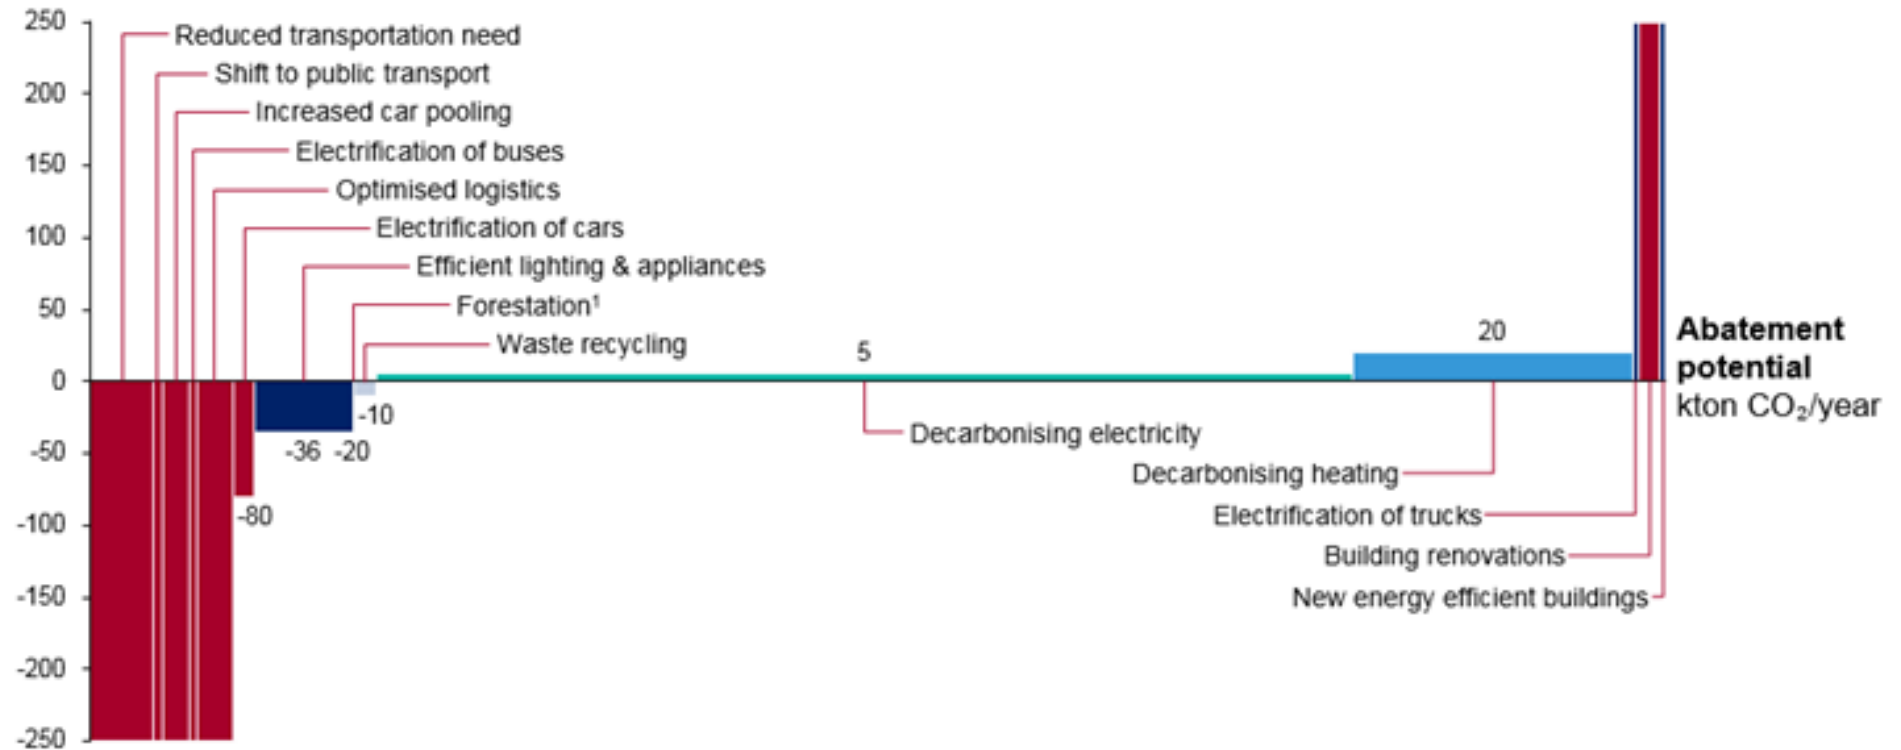 250
Reduced transportation need
Shift to public transport
200
Increased car pooling
150
Electrification of buses
Optimised logistics
100
Electrification of cars
Efficient lighting & appliances
50
Forestation¹
Waste recycling
5
20
Abatement
potential
kton CO₂/year
0
-10
-36
-20
-50
Decarbonising electricity
Decarbonising heating
-80
-100
Electrification of trucks
Building renovations
-150
New energy efficient buildings
-200
-250